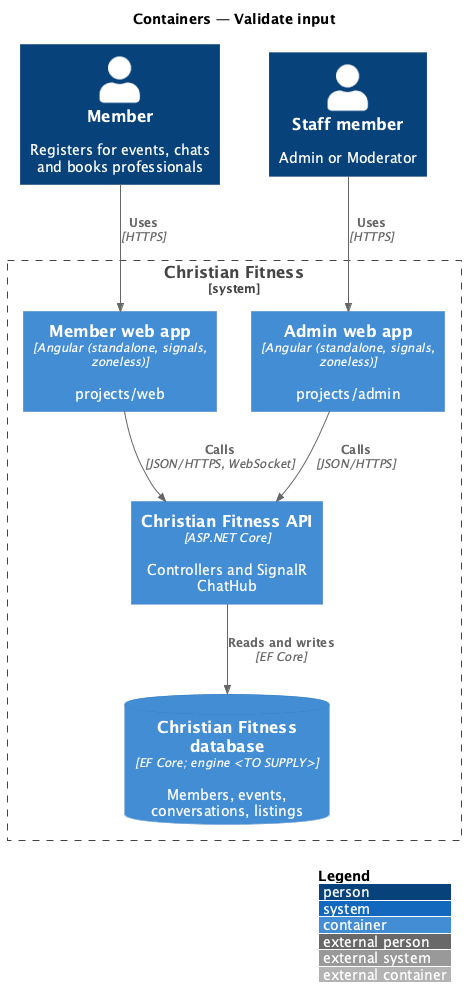 Containers — Validate input
Member
Registers for events, chats
and books professionals
Staff member
Admin or Moderator
Uses
[HTTPS]
Uses
[HTTPS]
Christian Fitness
[system]
Member web app
[Angular (standalone, signals,
zoneless)]
projects/web
Admin web app
[Angular (standalone, signals,
zoneless)]
projects/admin
Calls
[JSON/HTTPS, WebSocket]
Calls
[JSON/HTTPS]
Christian Fitness API
[ASP.NET Core]
Controllers and SignalR
ChatHub
Reads and writes
[EF Core]
Christian Fitness
database
[EF Core; engine <TO SUPPLY>]
Members, events,
conversations, listings
Legend
person
system
container
external person
external system
external container